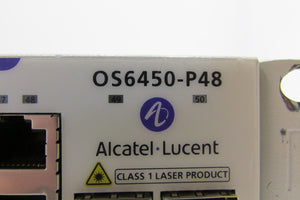 OS6450-P48
47 48 49 50
Alcatel·Lucent
CLASS 1 LASER PRODUCT